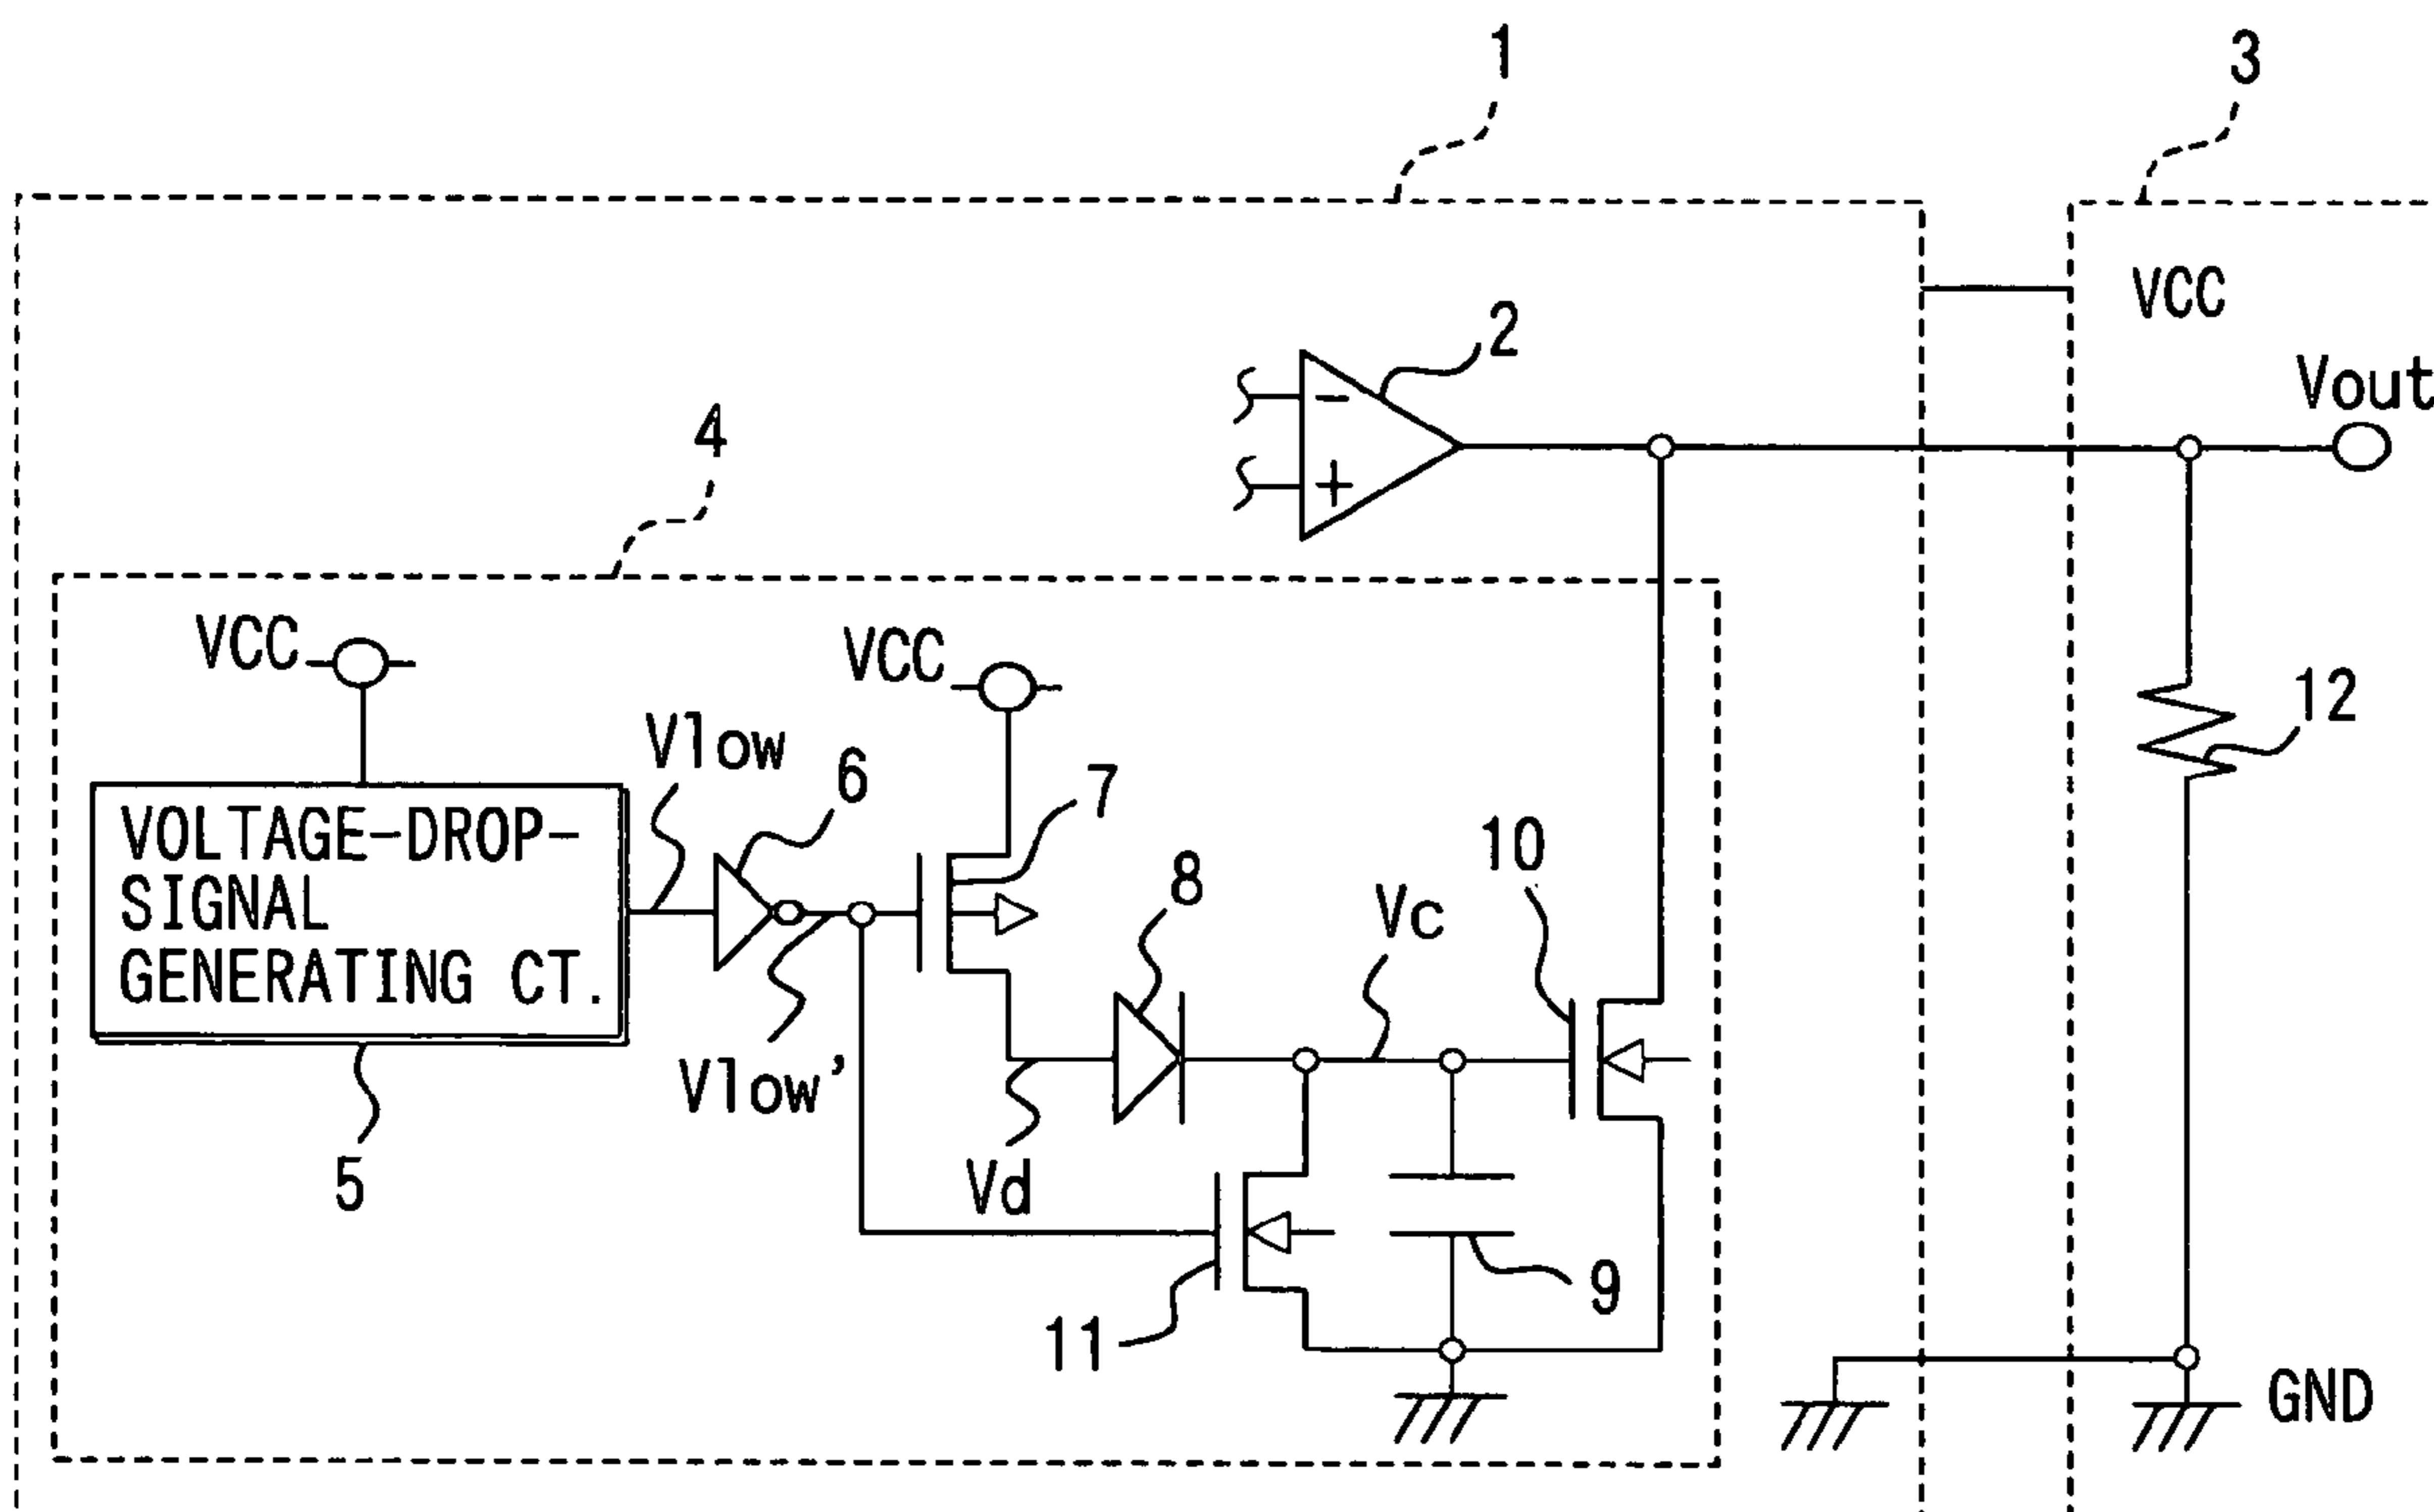 1
3
VCC
2
Vout
4
-
+
VCC
VCC
12
Vlow
6
7
VOLTAGE-DROP-
SIGNAL
GENERATING CT.
10
8
Vc
Vlow'
5
Vd
9
11
GND